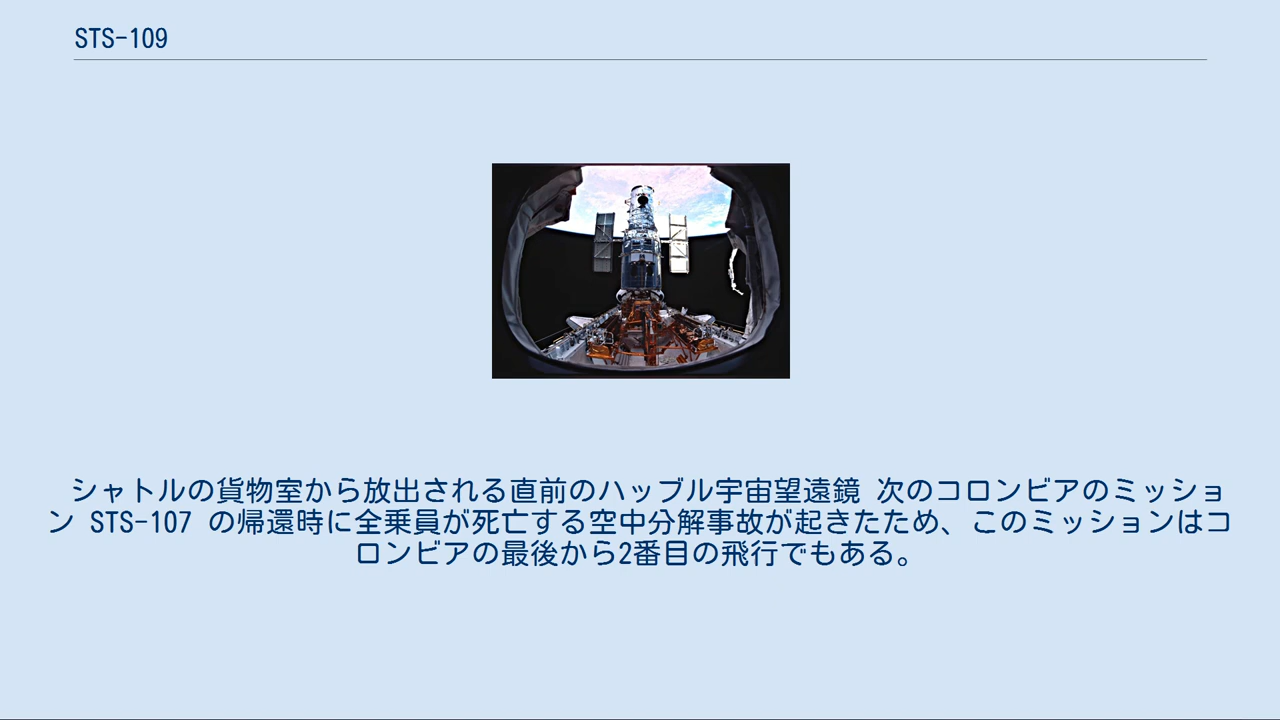 STS-109
シャトルの貨物室から放出される直前のハッブル宇宙望遠鏡 次のコロンビアのミッショ
ン STS-107 の帰還時に全乗員が死亡する空中分解事故が起きたため、このミッションはコ
ロンビアの最後から2番目の飛行でもある。